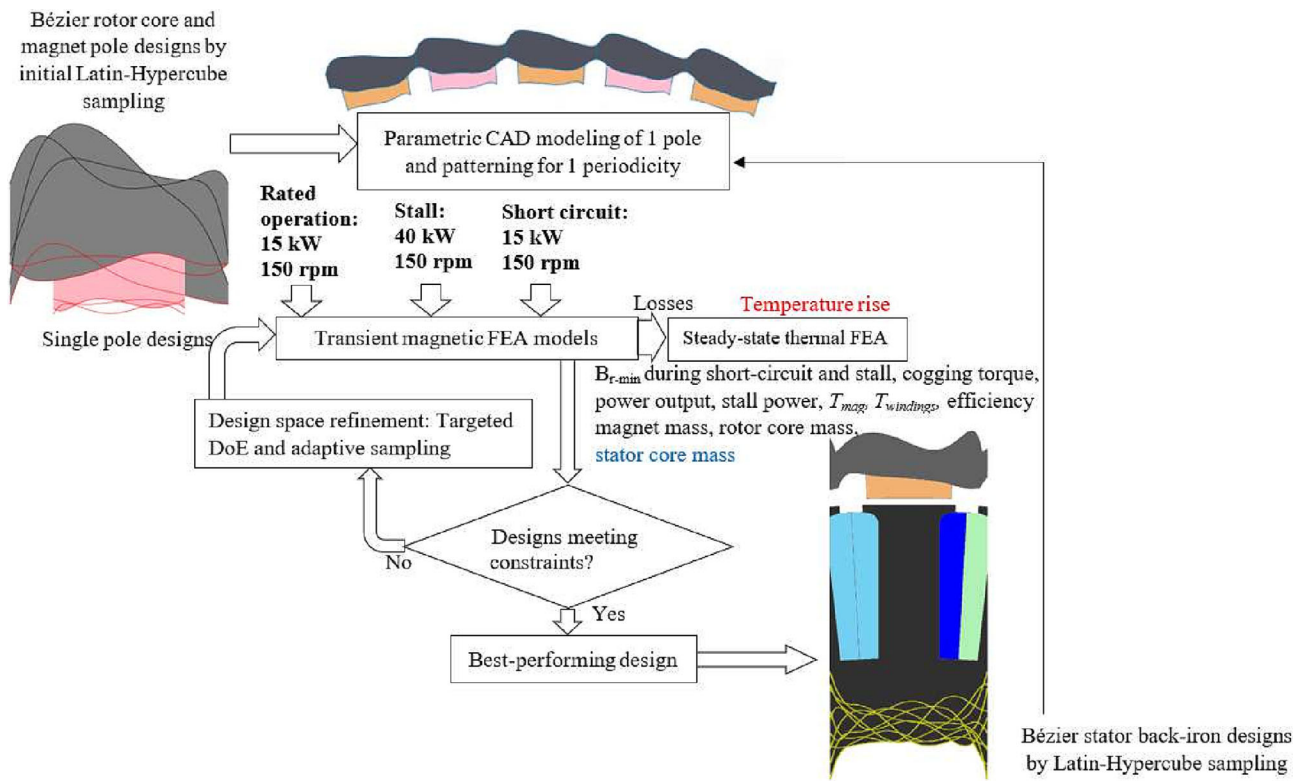 Bézier rotor core and
magnet pole designs by
initial Latin-Hypercube
sampling
Parametric CAD modeling of 1 pole
and patterning for 1 periodicity
Rated
operation:
15 kW
150 rpm
Stall:
40 kW
150 rpm
Short circuit:
15 kW
150 rpm
Single pole designs
Transient magnetic FEA models
Losses
Temperature rise
Steady-state thermal FEA
Br-min during short-circuit and stall, cogging torque,
power output, stall power, Tmag, Twindings, efficiency
magnet mass, rotor core mass,
stator core mass
Design space refinement: Targeted
DoE and adaptive sampling
Designs meeting
constraints?
No
Yes
Best-performing design
Bézier stator back-iron designs
by Latin-Hypercube sampling